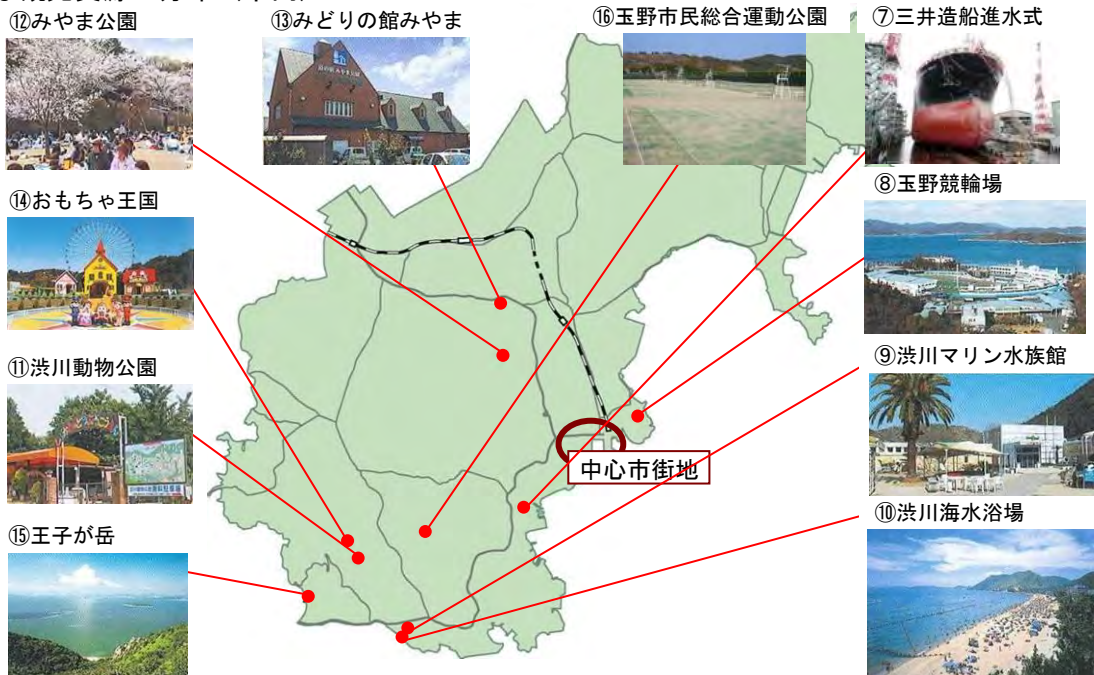 ⑫みやま公園
⑬みどりの館みやま
⑯玉野市民総合運動公園
⑦三井造船進水式
⑭おもちゃ王国
⑧玉野競輪場
⑪渋川動物公園
⑨渋川マリン水族館
中心市街地
⑮王子が岳
⑩渋川海水浴場